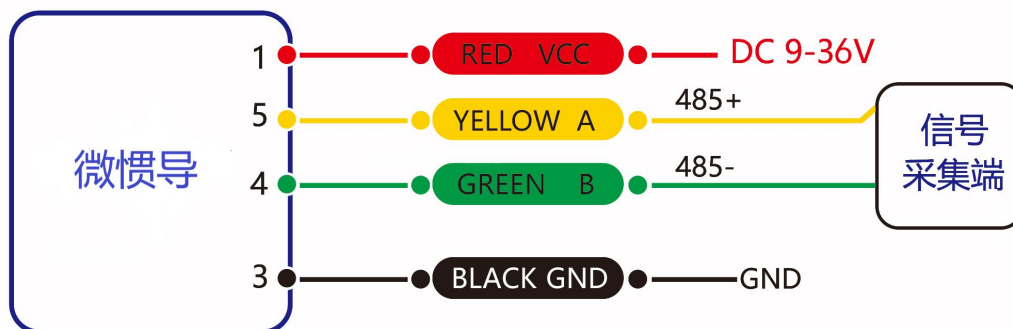 1 RED VCC DC 9-36V
5 YELLOW A 485+
微惯导
4 GREEN B 485-
信号
采集端
3 BLACK GND GND